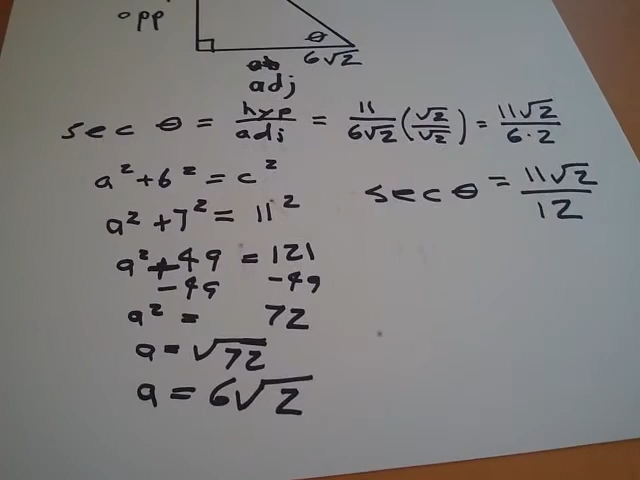 opp
θ
6√2
adj
sec θ = hyp/adj = 11/6√2 (√2/√2) = 11√2/6·2
a² + 6² = c²
sec θ = 11√2/12
a² + 7² = 11²
a² + 49 = 121
-49 -49
a² = 72
a = √72
a = 6√2